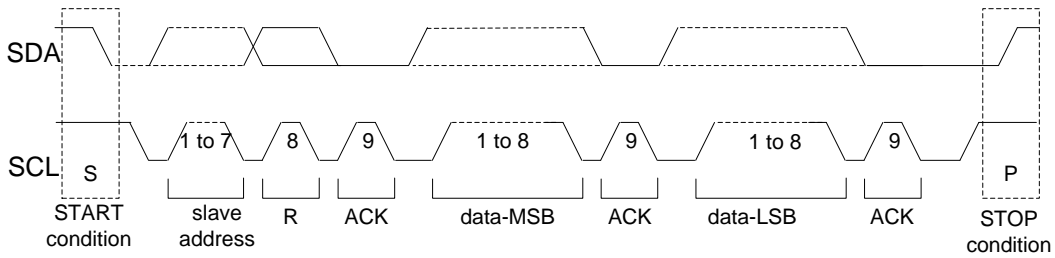 SDA
1 to 7 8 9 1 to 8 9 1 to 8 9
SCL S P
START condition
slave address
R
ACK
data-MSB
ACK
data-LSB
ACK
STOP condition